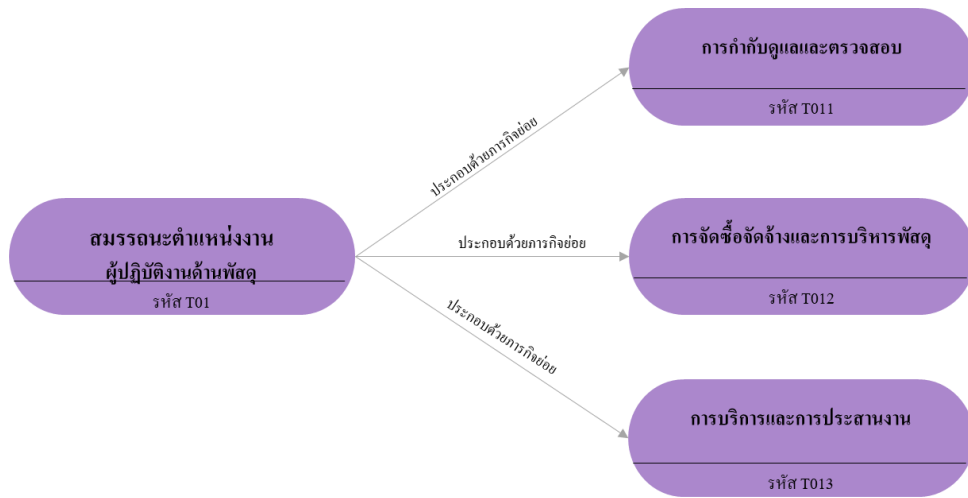 การกำกับดูแลและตรวจสอบ
รหัส T011
ประกอบด้วยภารกิจย่อย
สมรรถนะตำแหน่งงาน
ผู้ปฏิบัติงานด้านพัสดุ
รหัส T01
ประกอบด้วยภารกิจย่อย
การจัดซื้อจัดจ้างและการบริหารพัสดุ
รหัส T012
ประกอบด้วยภารกิจย่อย
การบริการและการประสานงาน
รหัส T013